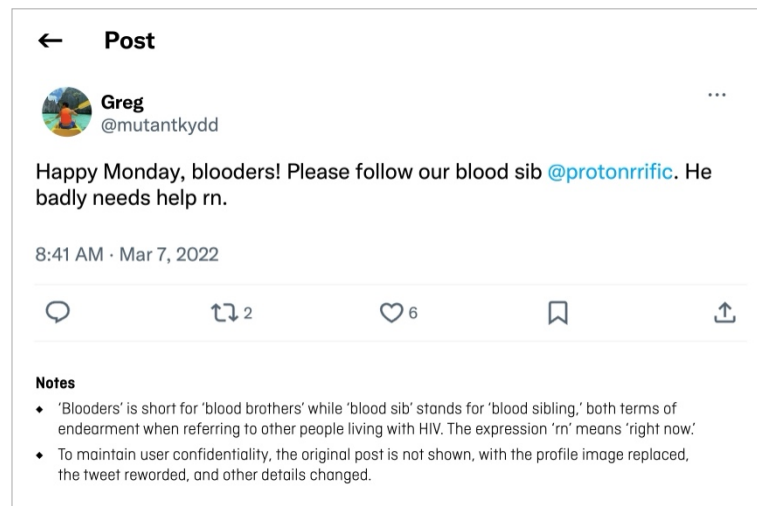 Post
Greg
@mutantkydd
Happy Monday, blooders! Please follow our blood sib @protonrrific. He
badly needs help rn.
8:41 AM · Mar 7, 2022
2
6
Notes
◆ ‘Blooders’ is short for ‘blood brothers’ while ‘blood sib’ stands for ‘blood sibling,’ both terms of
endearment when referring to other people living with HIV. The expression ‘rn’ means ‘right now.’
◆ To maintain user confidentiality, the original post is not shown, with the profile image replaced,
the tweet reworded, and other details changed.